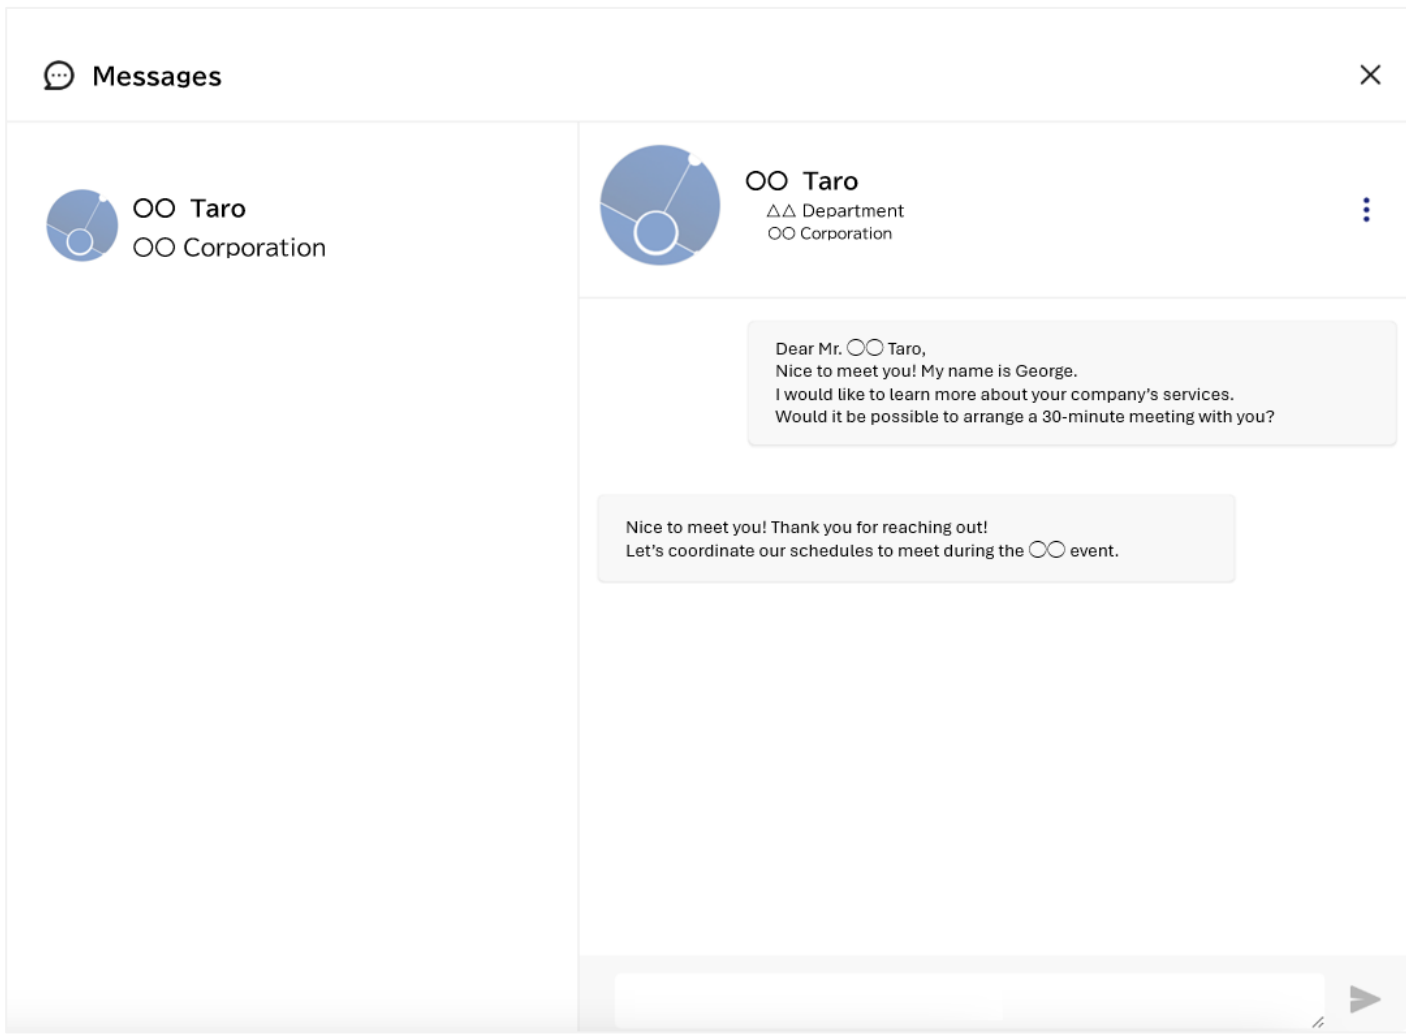 Messages
○○ Taro
○○ Corporation
○○ Taro
△△ Department
○○ Corporation
Dear Mr. ○○ Taro,
Nice to meet you! My name is George.
I would like to learn more about your company's services.
Would it be possible to arrange a 30-minute meeting with you?
Nice to meet you! Thank you for reaching out!
Let's coordinate our schedules to meet during the ○○ event.